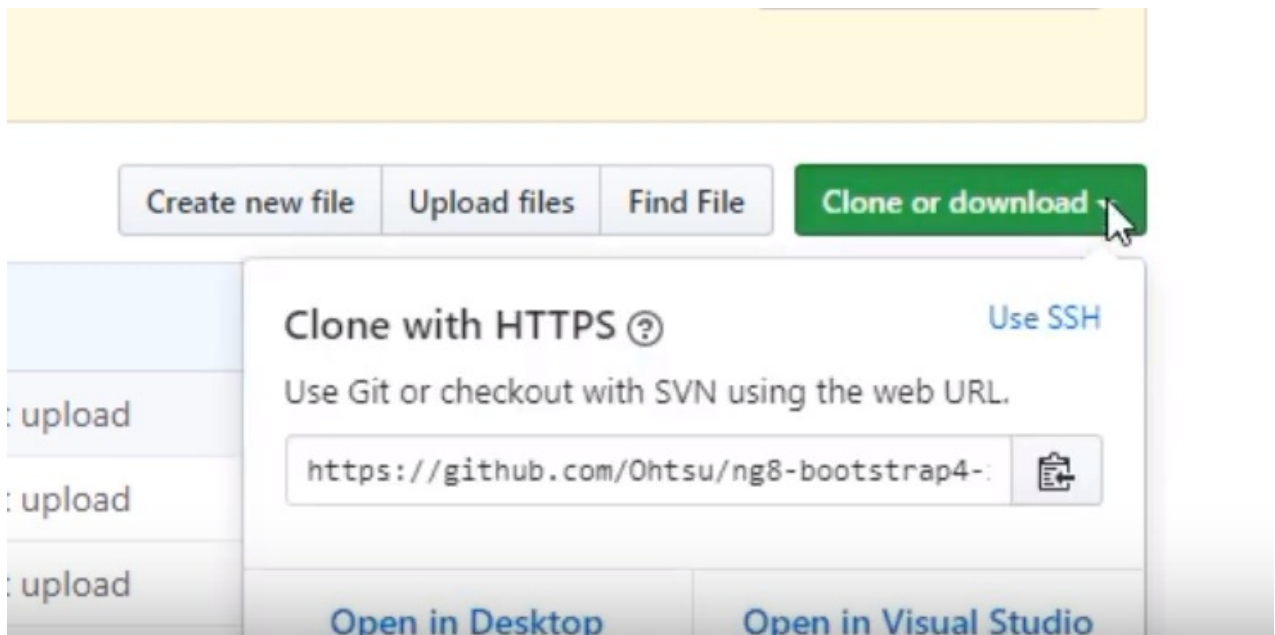 Create new file Upload files Find File Clone or download
Clone with HTTPS ? Use SSH
Use Git or checkout with SVN using the web URL.
https://github.com/Ohtsu/ng8-bootstrap4-
upload
upload
upload
Open in Desktop Open in Visual Studio